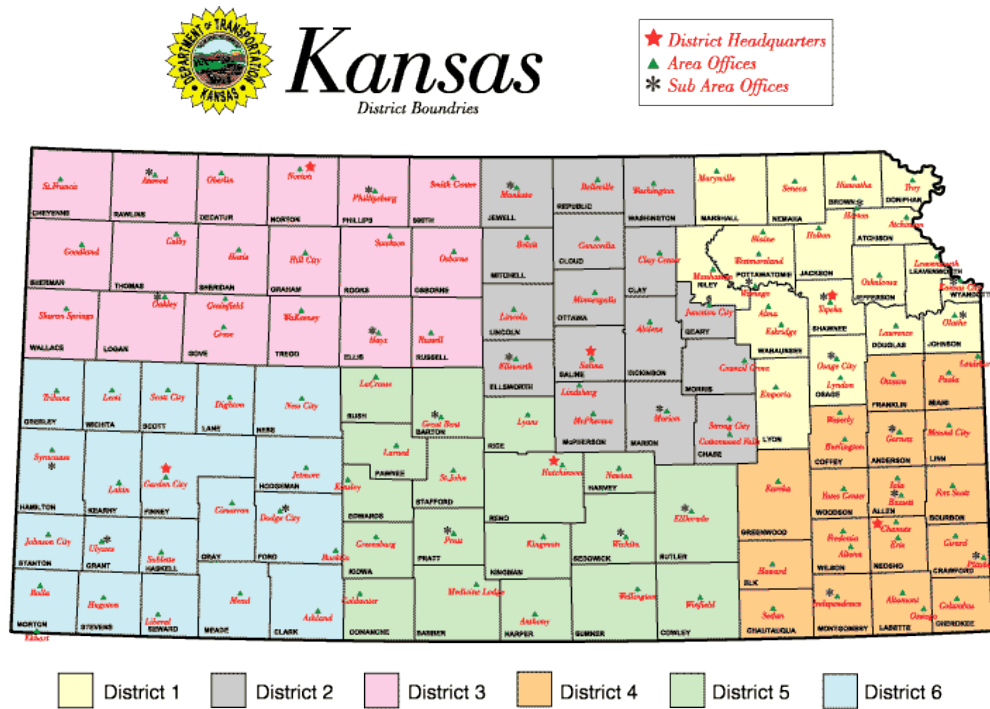 DEPARTMENT OF TRANSPORTATION
KANSAS
Kansas
District Boundries
District Headquarters
Area Offices
Sub Area Offices
St. Francis
Atwood
Oberlin
Norton
Phillipsburg
Smith Center
Mankato
Belleville
Washington
Marysville
Seneca
Hiawatha
Troy
CHEYENNE
RAWLINS
DECATUR
NORTON
PHILLIPS
SMITH
JEWELL
REPUBLIC
WASHINGTON
MARSHALL
NEMAHA
BROWN
DONIPHAN
Horton
Atchison
Goodland
Colby
Hoxie
Hill City
Stockton
Osborne
Beloit
Concordia
Clay Center
Blaine
Westmoreland
Holton
ATCHISON
SHERMAN
THOMAS
SHERIDAN
GRAHAM
ROOKS
OSBORNE
MITCHELL
CLOUD
CLAY
Manhattan
RILEY
POTTAWATOMIE
JACKSON
Oskaloosa
JEFFERSON
Leavenworth
LEAVENWORTH
Kansas City
WYANDOTTE
Sharon Springs
Oakley
Grainfield
Gove
WaKeeney
Hays
Russell
Lincoln
Minneapolis
Abilene
Junction City
Wamego
Alma
Eskridge
Topeka
Lawrence
Olathe
WALLACE
LOGAN
GOVE
TREGO
ELLIS
RUSSELL
LINCOLN
OTTAWA
GEARY
WABAUNSEE
SHAWNEE
DOUGLAS
JOHNSON
Ellsworth
ELLSWORTH
Salina
SALINE
DICKINSON
Council Grove
MORRIS
Osage City
Lyndon
OSAGE
Tribune
Leoti
Scott City
Dighton
Ness City
LaCrosse
Great Bend
Lyons
Lindsborg
McPherson
Marion
Strong City
Cottonwood Falls
Emporia
Ottawa
Paola
Louisburg
GREELEY
WICHITA
SCOTT
LANE
NESS
RUSH
BARTON
RICE
McPHERSON
MARION
CHASE
LYON
FRANKLIN
MIAMI
Waverly
Burlington
COFFEY
Garnett
ANDERSON
Mound City
LINN
Syracuse
Lakin
Garden City
Jetmore
Kinsley
Larned
St. John
Hutchinson
Newton
HAMILTON
KEARNY
FINNEY
HODGEMAN
PAWNEE
EDWARDS
STAFFORD
RENO
HARVEY
El Dorado
Eureka
Yates Center
Iola
Bassett
Fort Scott
GREENWOOD
WOODSON
ALLEN
BOURBON
Johnson City
Ulysses
Sublette
Cimarron
Dodge City
Bucklin
Greensburg
Pratt
Kingman
Wichita
STANTON
GRANT
HASKELL
GRAY
FORD
KIOWA
PRATT
KINGMAN
SEDGWICK
BUTLER
Howard
ELK
Fredonia
Altoona
WILSON
Chanute
Erie
NEOSHO
Girard
Pittsburg
CRAWFORD
Rolla
Elkhart
Hugoton
Liberal
Meade
Ashland
Coldwater
Medicine Lodge
Anthony
Wellington
Winfield
Sedan
Independence
Altamont
Oswego
Columbus
MORTON
STEVENS
SEWARD
MEADE
CLARK
COMANCHE
BARBER
HARPER
SUMNER
COWLEY
CHAUTAUQUA
MONTGOMERY
LABETTE
CHEROKEE
District 1
District 2
District 3
District 4
District 5
District 6